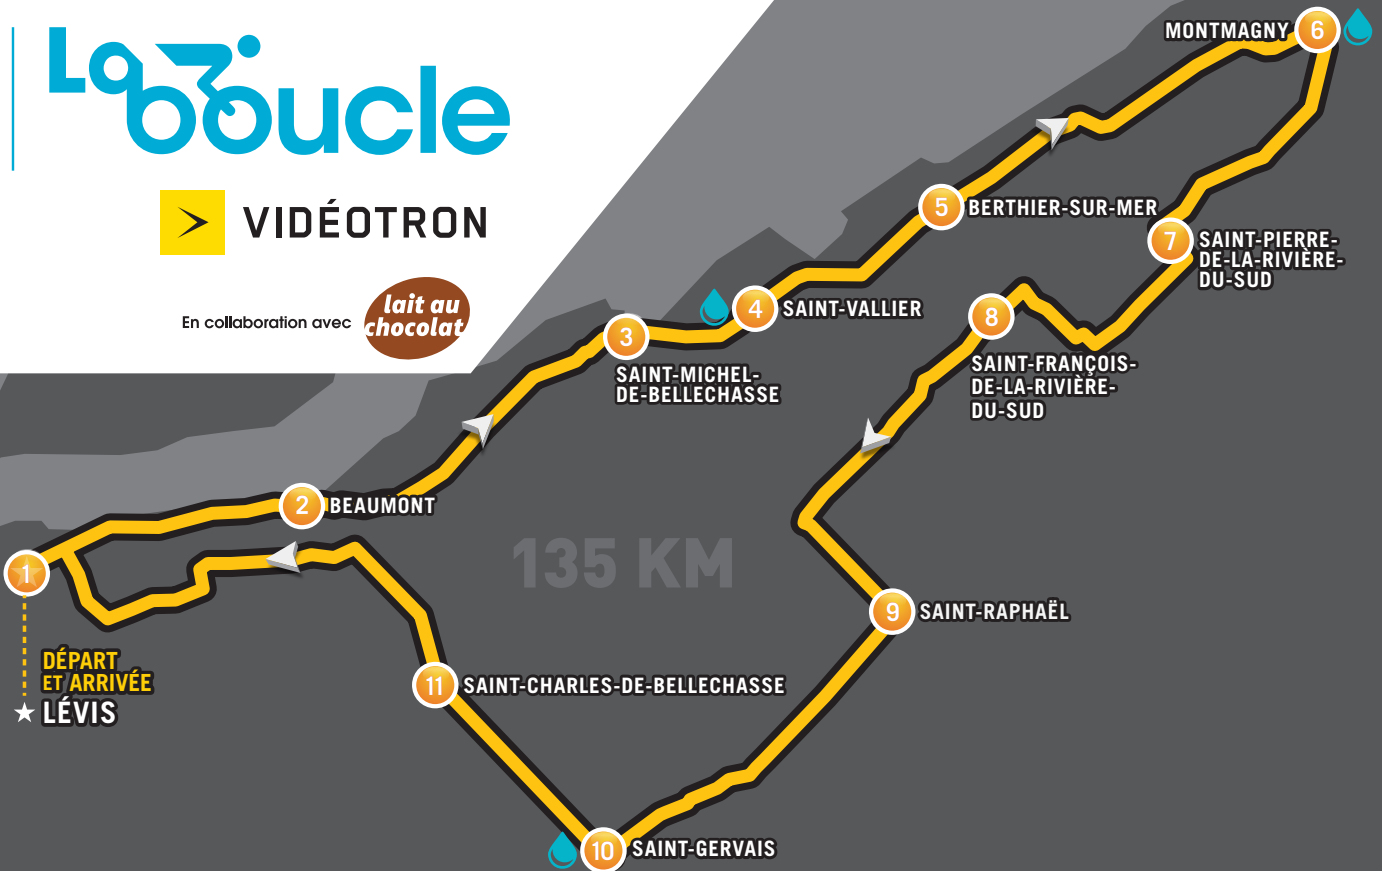 La boucle
VIDÉOTRON
En collaboration avec
lait au
chocolat
MONTMAGNY 6
5 BERTHIER-SUR-MER
7 SAINT-PIERRE-
DE-LA-RIVIÈRE-
DU-SUD
4 SAINT-VALLIER
8
SAINT-FRANÇOIS-
DE-LA-RIVIÈRE-
DU-SUD
3
SAINT-MICHEL-
DE-BELLECHASSE
2 BEAUMONT
135 KM
1
DÉPART
ET ARRIVÉE
LÉVIS
9 SAINT-RAPHAËL
11 SAINT-CHARLES-DE-BELLECHASSE
10 SAINT-GERVAIS